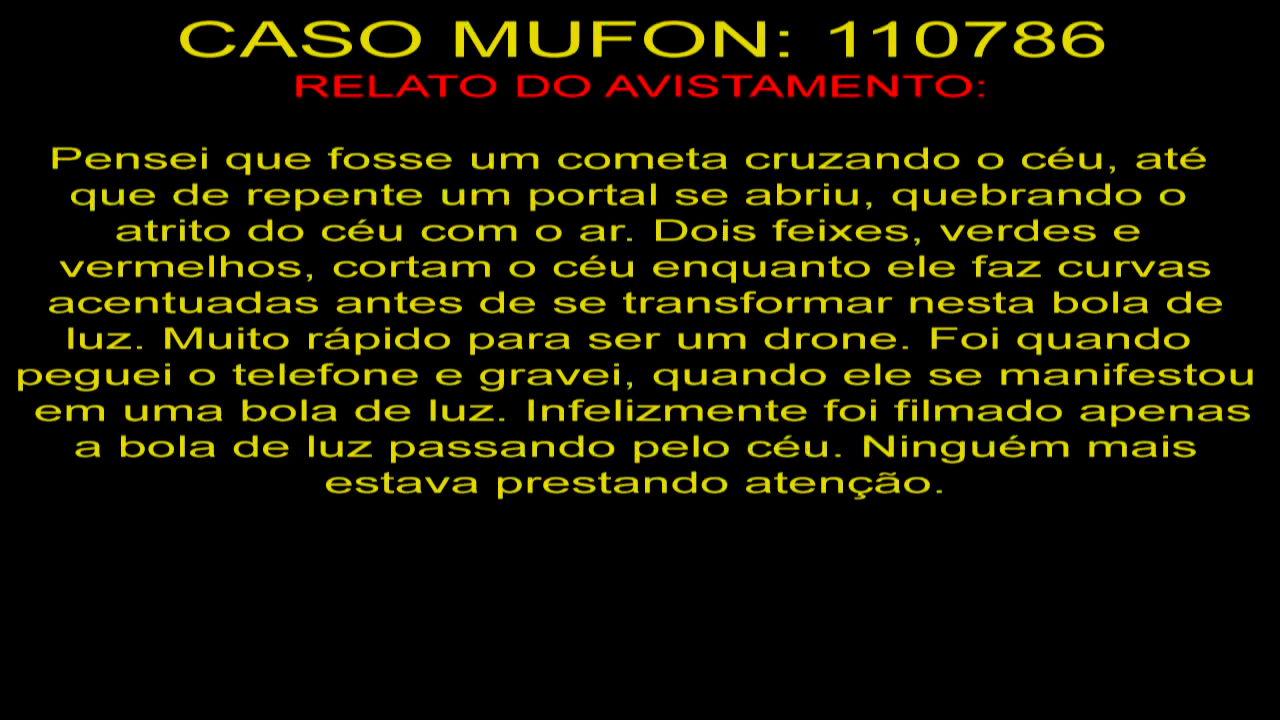 CASO MUFON: 110786
RELATO DO AVISTAMENTO:
Pensei que fosse um cometa cruzando o céu, até
que de repente um portal se abriu, quebrando o
atrito do céu com o ar. Dois feixes, verdes e
vermelhos, cortam o céu enquanto ele faz curvas
acentuadas antes de se transformar nesta bola de
luz. Muito rápido para ser um drone. Foi quando
peguei o telefone e gravei, quando ele se manifestou
em uma bola de luz. Infelizmente foi filmado apenas
a bola de luz passando pelo céu. Ninguém mais
estava prestando atenção.